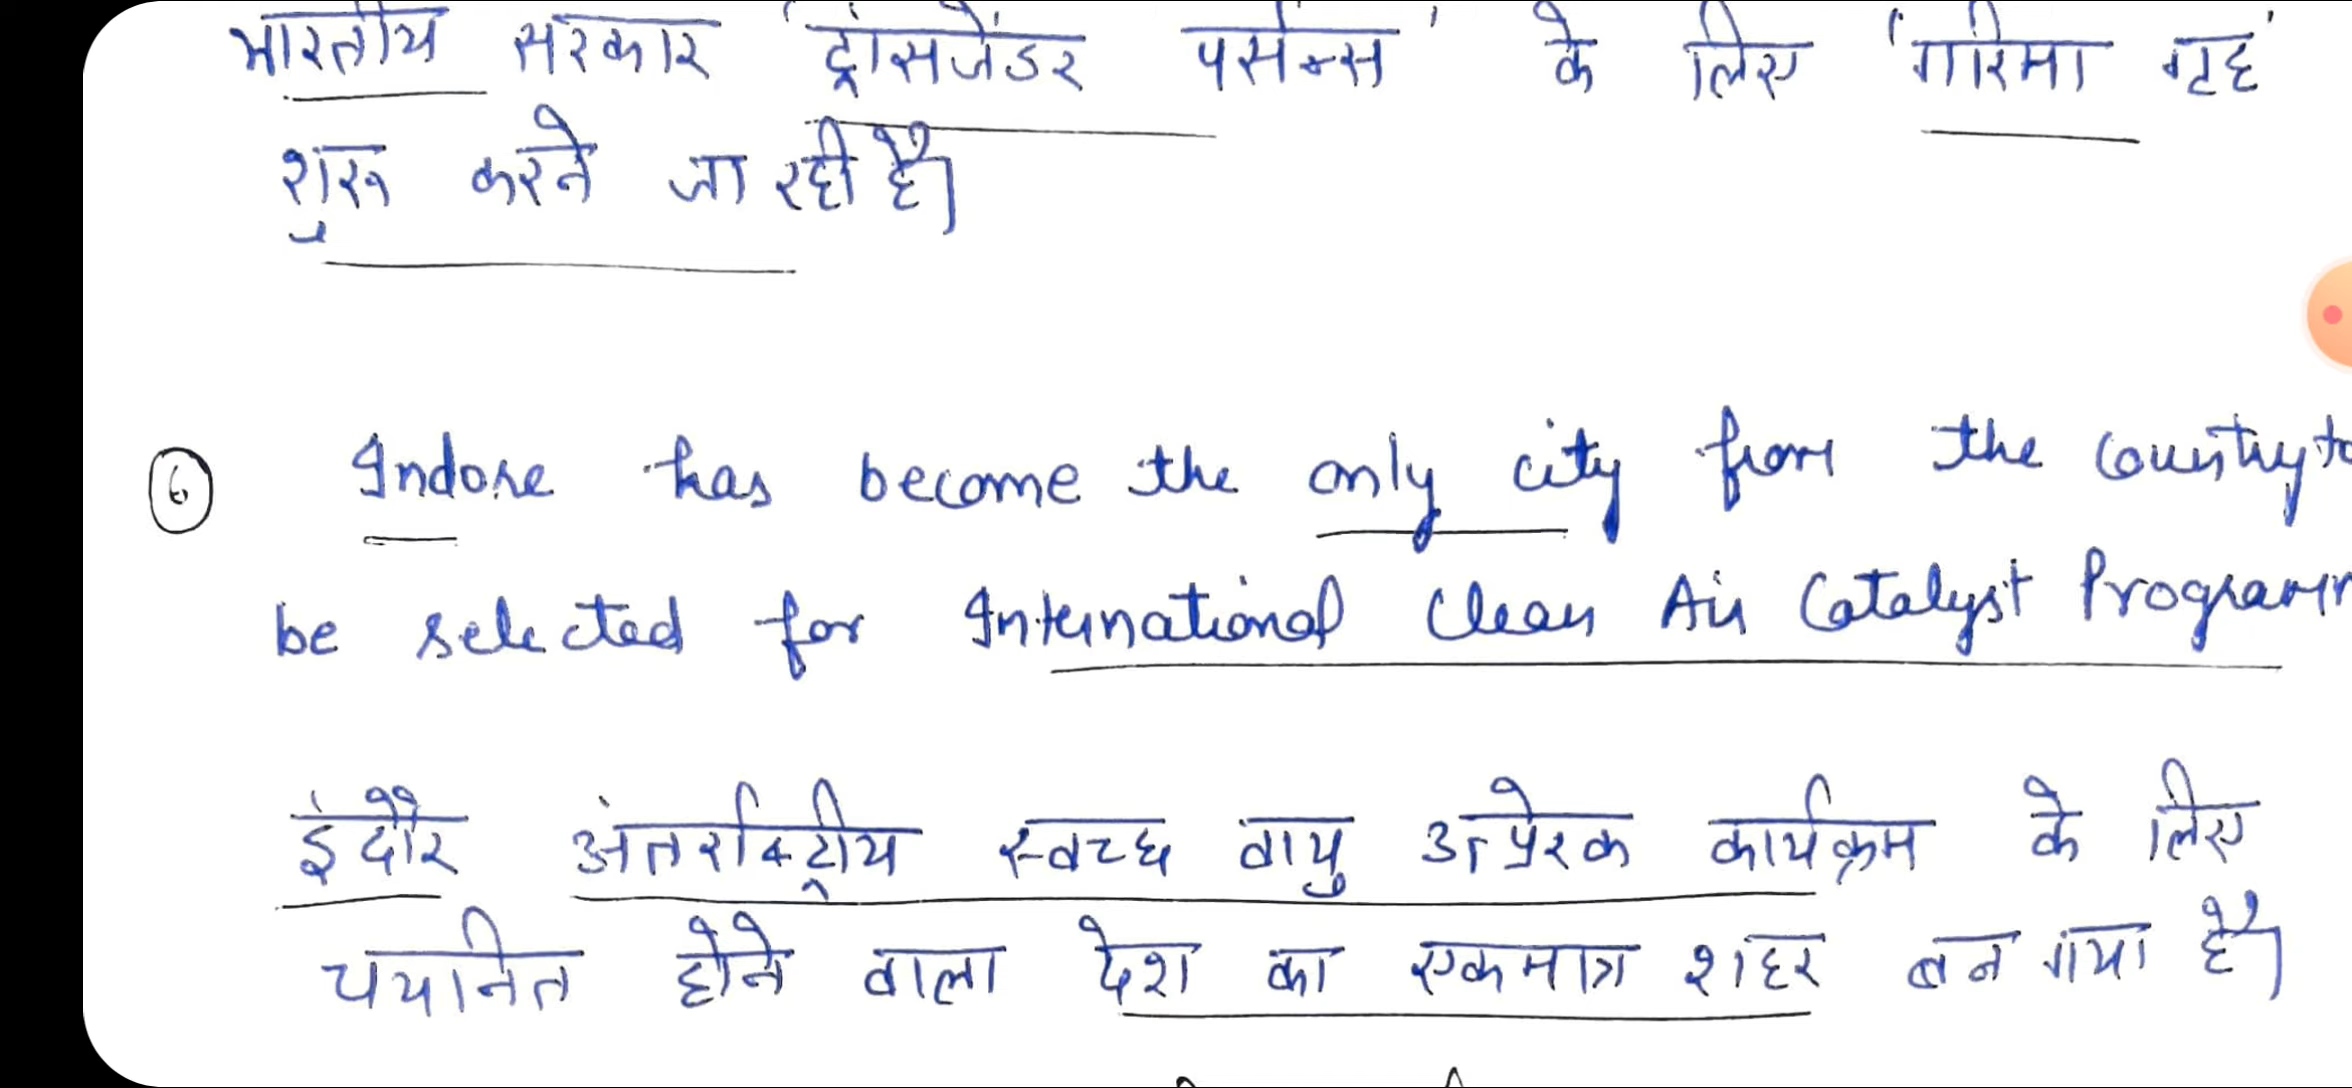 भारतीय सरकार 'ट्रांसजेंडर पर्सन्स' के लिए 'गरिमा गृह'
शुरू करने जा रही है।
6 Indore has become the only city from the country to
be selected for International Clean Air Catalyst Programm
इंदौर अंतर्राष्ट्रीय स्वच्छ वायु उत्प्रेरक कार्यक्रम के लिए
चयनित होने वाला देश का एकमात्र शहर बन गया है।